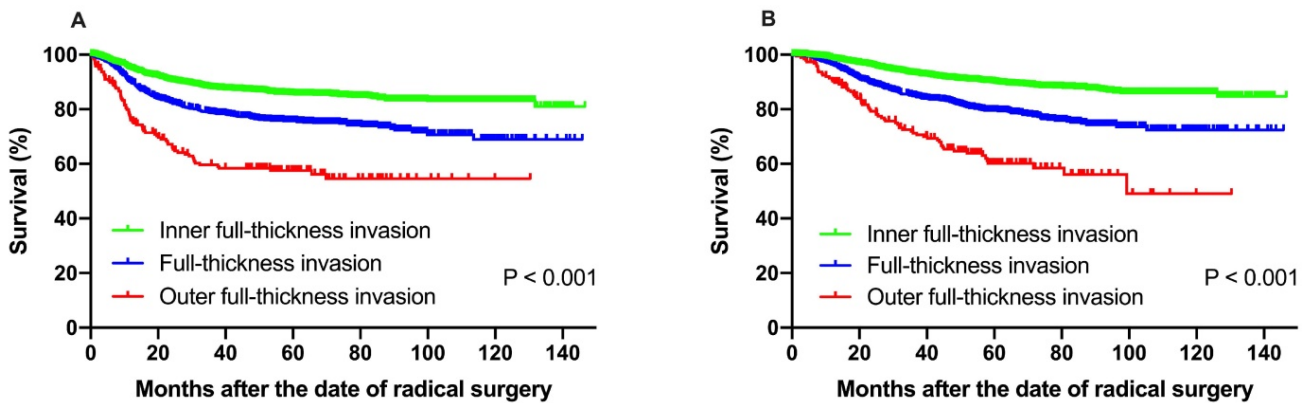 A
Survival (%)
100
80
60
40
20
0
Inner full-thickness invasion
Full-thickness invasion
Outer full-thickness invasion
P < 0.001
0 20 40 60 80 100 120 140
Months after the date of radical surgery
B
Survival (%)
100
80
60
40
20
0
Inner full-thickness invasion
Full-thickness invasion
Outer full-thickness invasion
P < 0.001
0 20 40 60 80 100 120 140
Months after the date of radical surgery